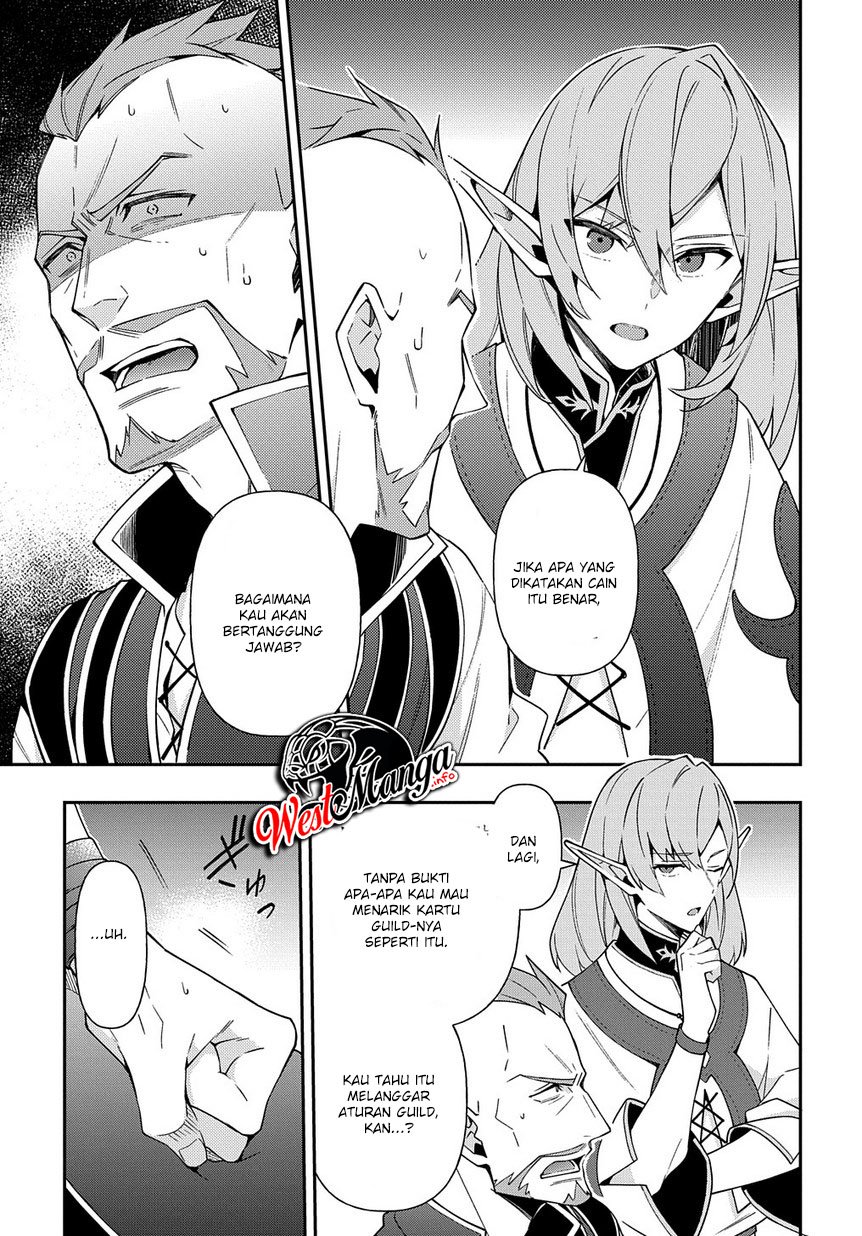 JIKA APA YANG
DIKATAKAN CAIN
ITU BENAR,
BAGAIMANA
KAU AKAN
BERTANGGUNG
JAWAB?
WestManga
.info
DAN
LAGI,
TANPA BUKTI
APA-APA KAU MAU
MENARIK KARTU
GUILD-NYA
SEPERTI ITU.
KAU TAHU ITU
MELANGGAR
ATURAN GUILD,
KAN...?
...UH.